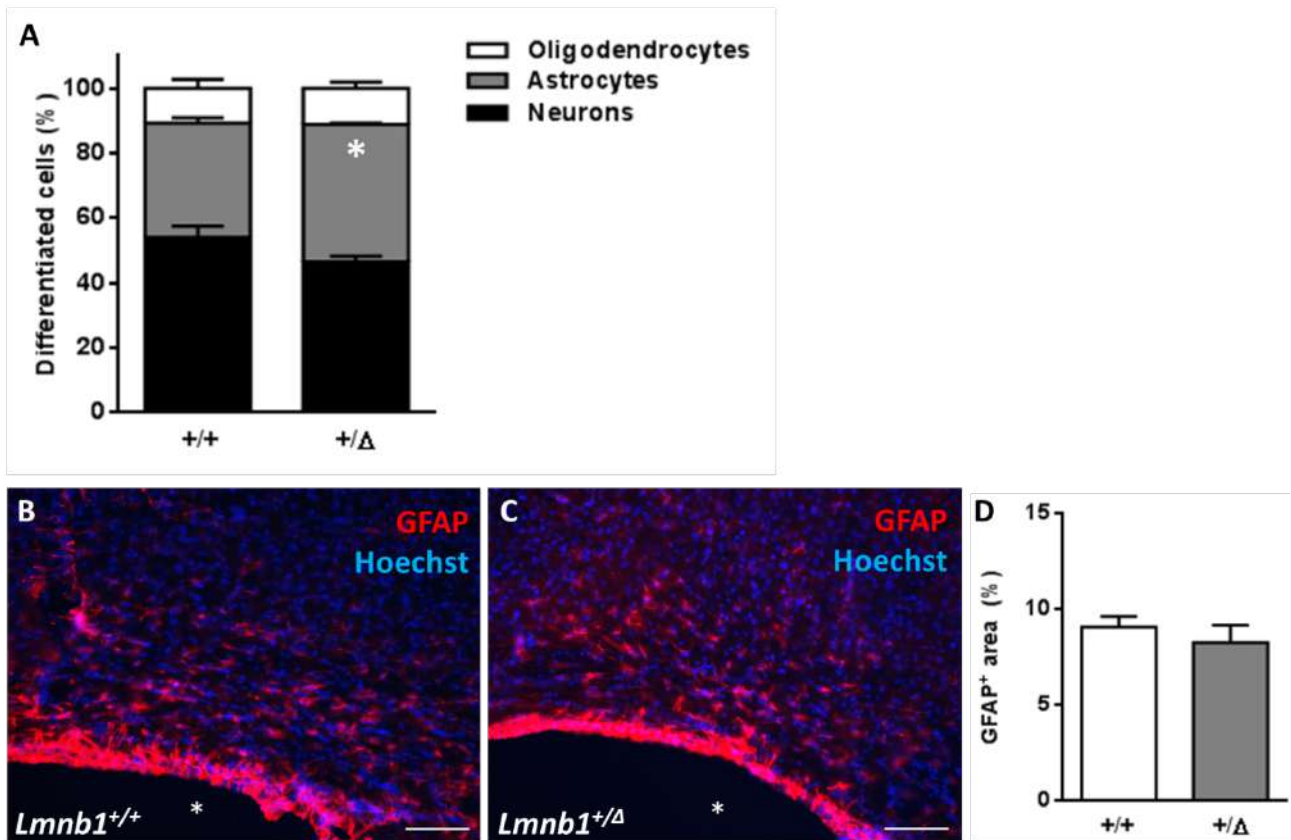 A
Oligodendrocytes
Astrocytes
Neurons
Differentiated cells (%)
100
80
60
40
20
0
*
+/+
+/Δ
B
GFAP
Hoechst
Lmnb1+/+
*
C
GFAP
Hoechst
Lmnb1+/Δ
*
D
GFAP+ area (%)
15
10
5
0
+/+
+/Δ